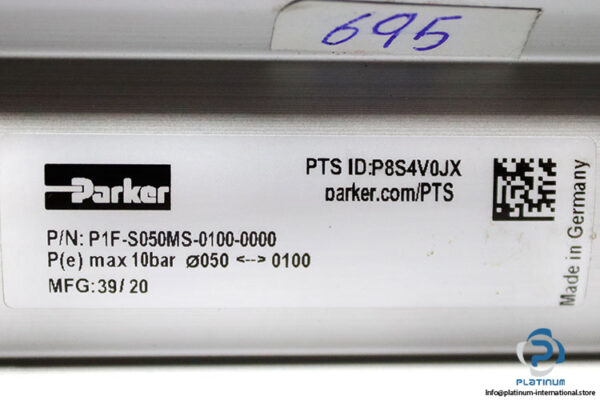 695
Parker
PTS ID:P8S4V0JX
parker.com/PTS
P/N: P1F-S050MS-0100-0000
P(e) max 10bar ⌀050 <--> 0100
MFG:39/20
Made in Germany
PLATINUM
Info@platinum-international.store